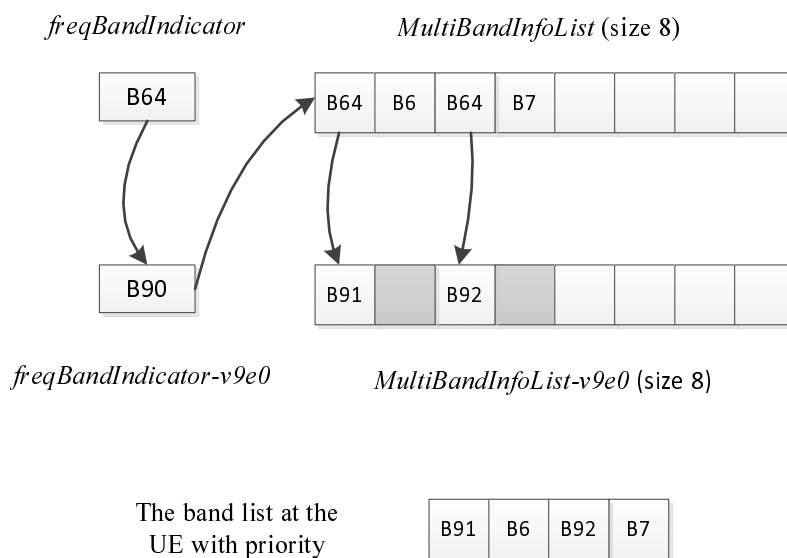 freqBandIndicator
MultiBandInfoList (size 8)
B64
B64 B6 B64 B7
B90
B91 B92
freqBandIndicator-v9e0
MultiBandInfoList-v9e0 (size 8)
The band list at the
UE with priority
B91 B6 B92 B7